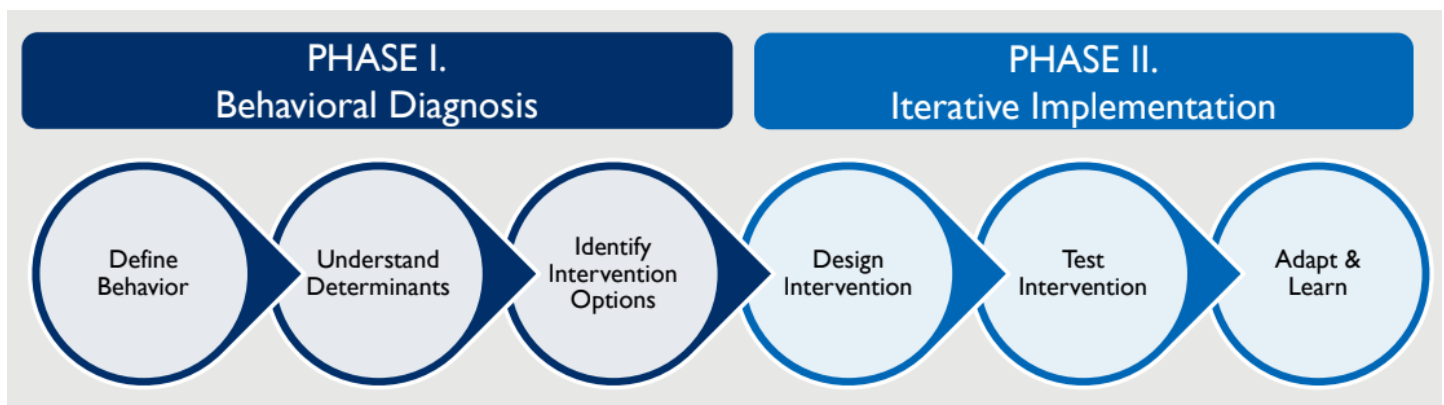 PHASE I.
Behavioral Diagnosis
PHASE II.
Iterative Implementation
Define
Behavior
Understand
Determinants
Identify
Intervention
Options
Design
Intervention
Test
Intervention
Adapt &
Learn